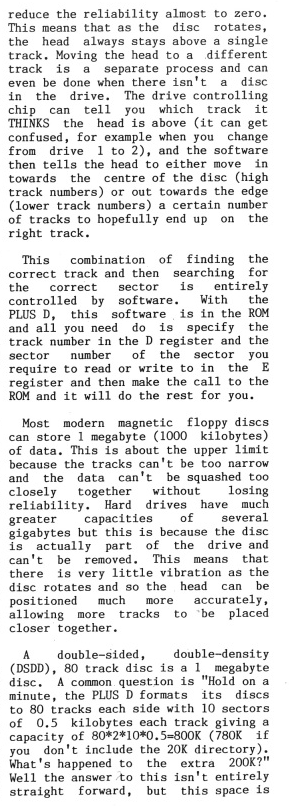 reduce the reliability almost to zero.
This means that as the disc rotates,
the head always stays above a single
track. Moving the head to a different
track is a separate process and can
even be done when there isn't a disc
in the drive. The drive controlling
chip can tell you which track it
THINKS the head is above (it can get
confused, for example when you change
from drive 1 to 2), and the software
then tells the head to either move in
towards the centre of the disc (high
track numbers) or out towards the edge
(lower track numbers) a certain number
of tracks to hopefully end up on the
right track.

This combination of finding the
correct track and then searching for
the correct sector is entirely
controlled by software. With the
PLUS D, this software is in the ROM
and all you need do is specify the
track number in the D register and the
sector number of the sector you
require to read or write to in the E
register and then make the call to the
ROM and it will do the rest for you.

Most modern magnetic floppy discs
can store 1 megabyte (1000 kilobytes)
of data. This is about the upper limit
because the tracks can't be too narrow
and the data can't be squashed too
closely together without losing
reliability. Hard drives have much
greater capacities of several
gigabytes but this is because the disc
is actually part of the drive and
can't be removed. This means that
there is very little vibration as the
disc rotates and so the head can be
positioned much more accurately,
allowing more tracks to be placed
closer together.

A double-sided, double-density
(DSDD), 80 track disc is a 1 megabyte
disc. A common question is "Hold on a
minute, the PLUS D formats its discs
to 80 tracks each side with 10 sectors
of 0.5 kilobytes each track giving a
capacity of 80*2*10*0.5=800K (780K if
you don't include the 20K directory).
What's happened to the extra 200K?"
Well the answer to this isn't entirely
straight forward, but this space is